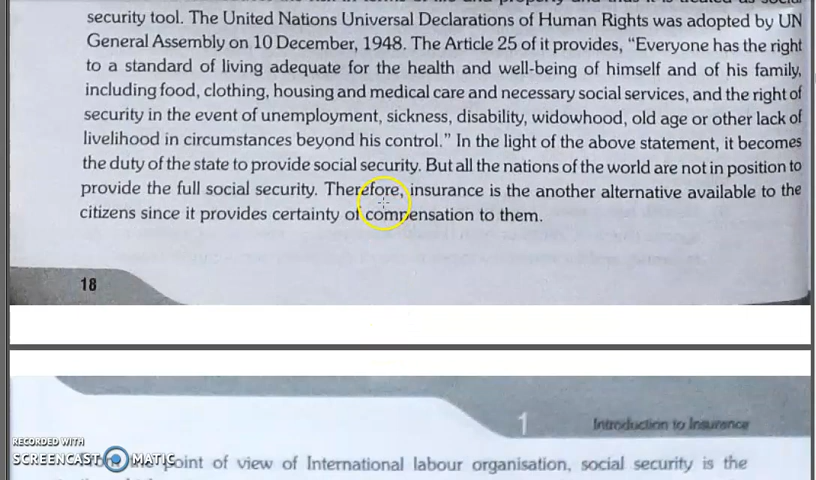 security tool. The United Nations Universal Declarations of Human Rights was adopted by UN
General Assembly on 10 December, 1948. The Article 25 of it provides, “Everyone has the right
to a standard of living adequate for the health and well-being of himself and of his family,
including food, clothing, housing and medical care and necessary social services, and the right of
security in the event of unemployment, sickness, disability, widowhood, old age or other lack of
livelihood in circumstances beyond his control.” In the light of the above statement, it becomes
the duty of the state to provide social security. But all the nations of the world are not in position to
provide the full social security. Therefore, insurance is the another alternative available to the
citizens since it provides certainty of compensation to them.
18
1 Introduction to Insurance
RECORDED WITH
SCREENCAST MATIC
point of view of International labour organisation, social security is the